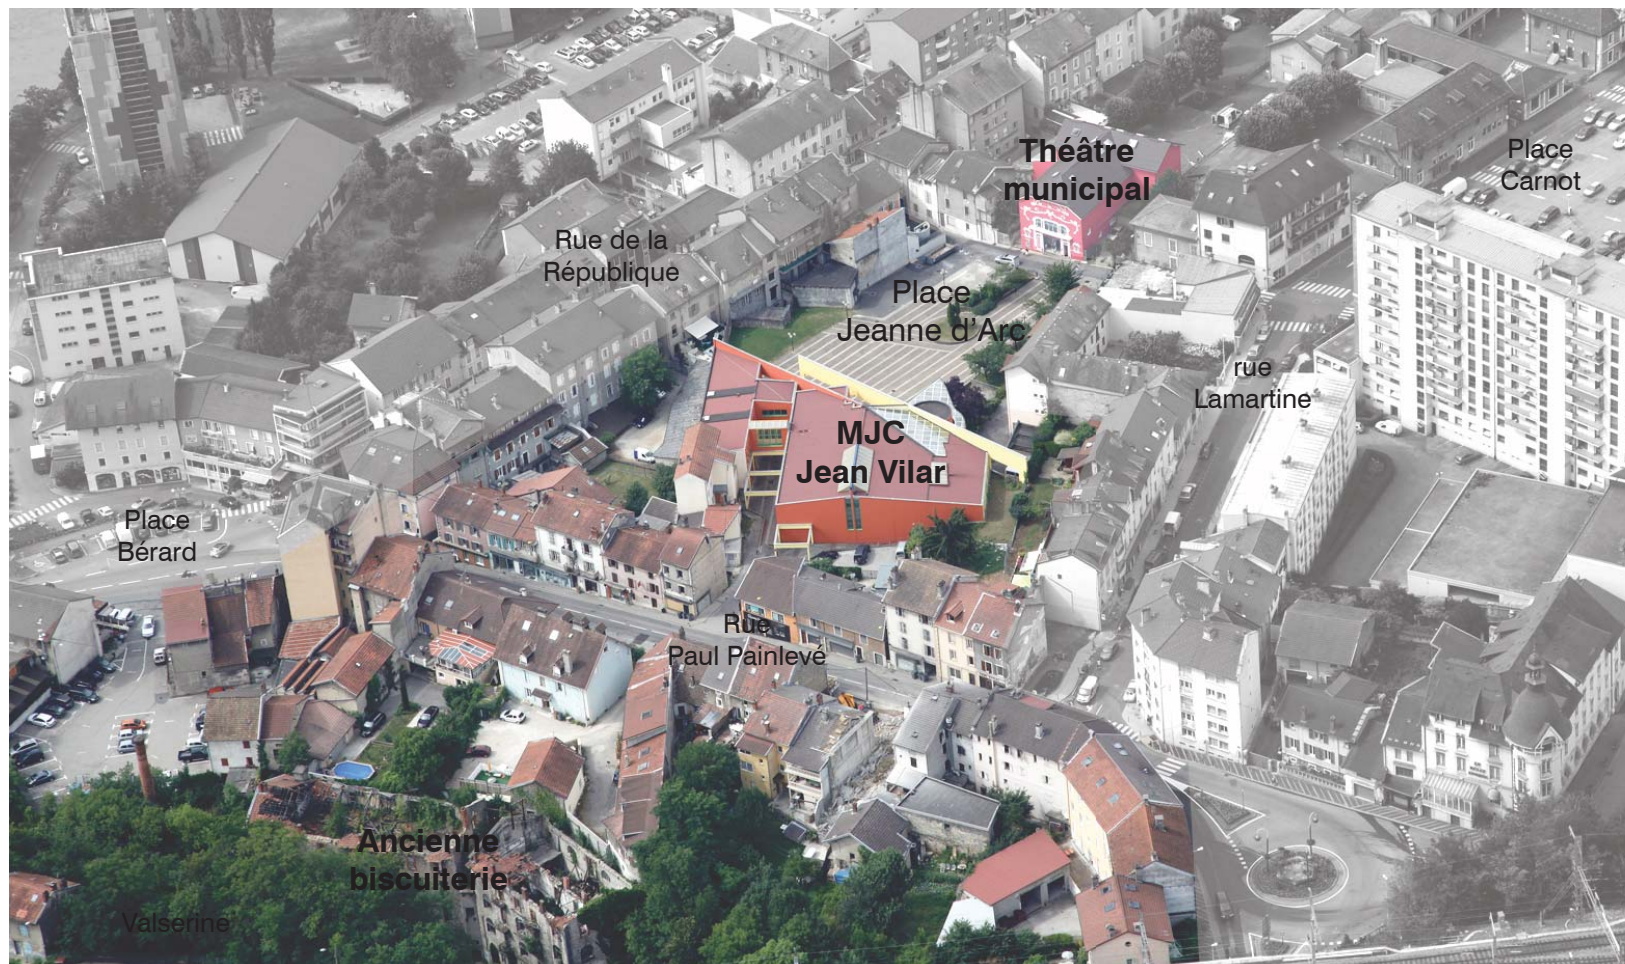 Théâtre
municipal
Place
Carnot
Rue de la
République
Place
Jeanne d'Arc
rue
Lamartine
MJC
Jean Vilar
Place
Bérard
Rue
Paul Painlevé
Ancienne
biscuiterie
Valserine